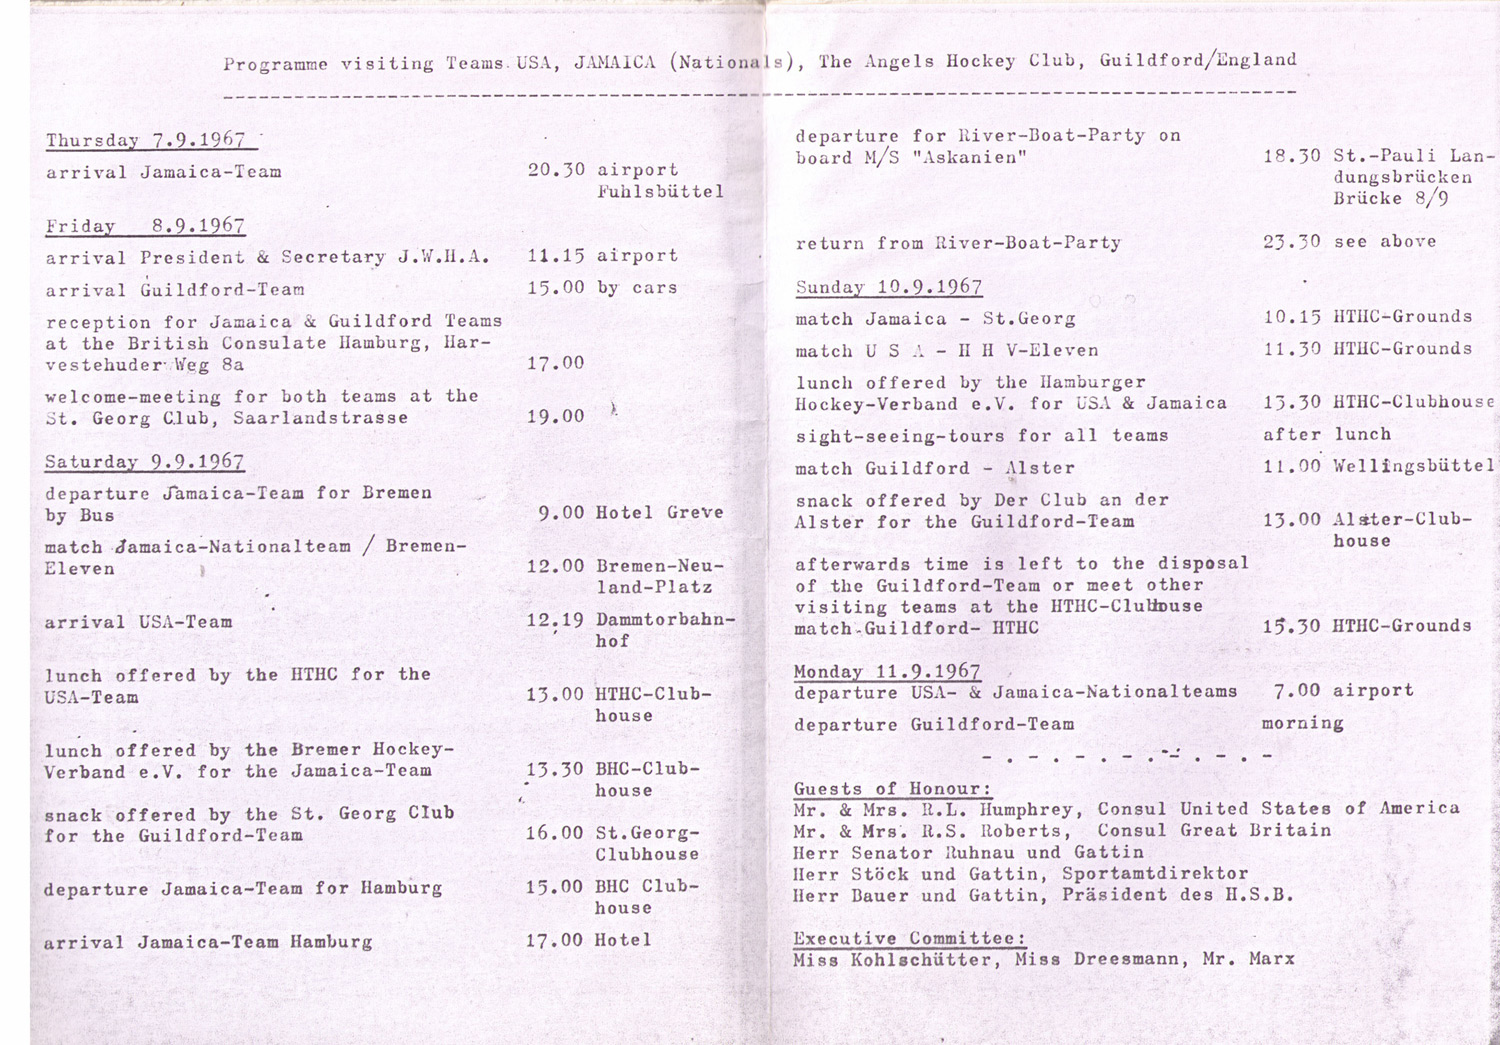 Programme visiting Teams USA, JAMAICA (Nationals), The Angels Hockey Club, Guildford/England
Thursday 7.9.1967
arrival Jamaica-Team 20.30 airport
Fuhlsbüttel
Friday 8.9.1967
arrival President & Secretary J.W.H.A. 11.15 airport
arrival Guildford-Team 15.00 by cars
reception for Jamaica & Guildford Teams
at the British Consulate Hamburg, Har-
vestehuder Weg 8a 17.00
welcome-meeting for both teams at the
St. Georg Club, Saarlandstrasse 19.00
Saturday 9.9.1967
departure Jamaica-Team for Bremen
by Bus 9.00 Hotel Greve
match Jamaica-Nationalteam / Bremen-
Eleven 12.00 Bremen-Neu-
land-Platz
arrival USA-Team 12.19 Dammtorbahn-
hof
lunch offered by the HTHC for the
USA-Team 13.00 HTHC-Club-
house
lunch offered by the Bremer Hockey-
Verband e.V. for the Jamaica-Team 13.30 BHC-Club-
house
snack offered by the St. Georg Club
for the Guildford-Team 16.00 St.Georg-
Clubhouse
departure Jamaica-Team for Hamburg 15.00 BHC Club-
house
arrival Jamaica-Team Hamburg 17.00 Hotel
departure for River-Boat-Party on
board M/S "Askanien" 18.30 St.-Pauli Lan-
dungsbrücken
Brücke 8/9
return from River-Boat-Party 23.30 see above
Sunday 10.9.1967
match Jamaica - St.Georg 10.15 HTHC-Grounds
match U S A - H H V-Eleven 11.30 HTHC-Grounds
lunch offered by the Hamburger
Hockey-Verband e.V. for USA & Jamaica 13.30 HTHC-Clubhouse
sight-seeing-tours for all teams after lunch
match Guildford - Alster 11.00 Wellingsbüttel
snack offered by Der Club an der
Alster for the Guildford-Team 13.00 Alster-Club-
house
afterwards time is left to the disposal
of the Guildford-Team or meet other
visiting teams at the HTHC-Clubhouse
match-Guildford- HTHC 15.30 HTHC-Grounds
Monday 11.9.1967
departure USA- & Jamaica-Nationalteams 7.00 airport
departure Guildford-Team morning
- . - . - . - . - . - . -
Guests of Honour:
Mr. & Mrs. R.L. Humphrey, Consul United States of America
Mr. & Mrs. R.S. Roberts, Consul Great Britain
Herr Senator Ruhnau und Gattin
Herr Stöck und Gattin, Sportamtdirektor
Herr Bauer und Gattin, Präsident des H.S.B.
Executive Committee:
Miss Kohlschütter, Miss Dreesmann, Mr. Marx